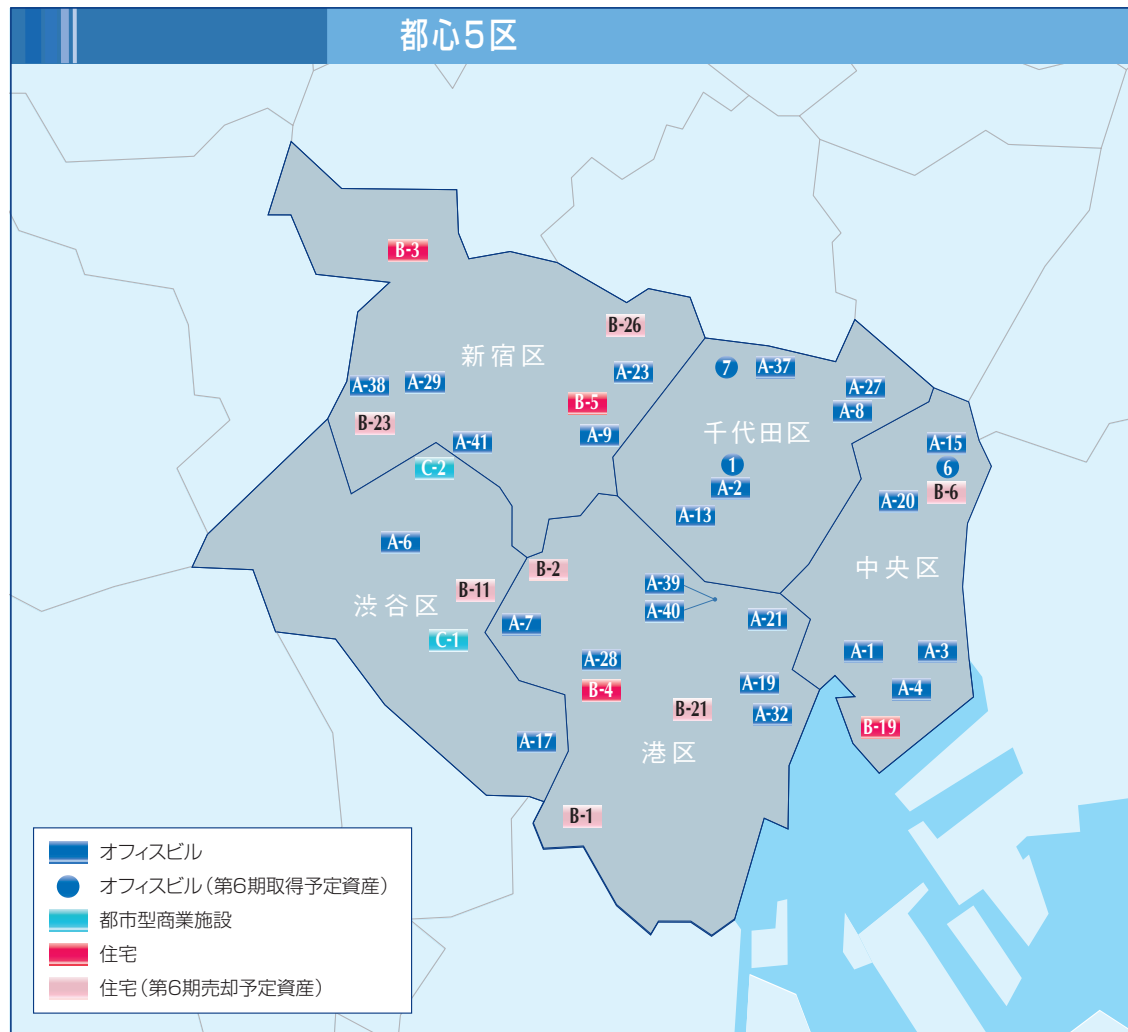 都心5区
B-3
B-26
新宿区
A-23
A-38
A-29
B-5
B-23
A-9
A-41
C-2
7
A-37
A-27
A-8
千代田区
1
A-2
A-13
A-15
6
B-6
A-20
中央区
A-6
B-11
渋谷区
C-1
B-2
A-7
A-39
A-40
A-21
A-28
B-4
A-19
B-21
A-32
港区
A-17
B-1
A-1
A-3
A-4
B-19
オフィスビル
オフィスビル(第6期取得予定資産)
都市型商業施設
住宅
住宅(第6期売却予定資産)